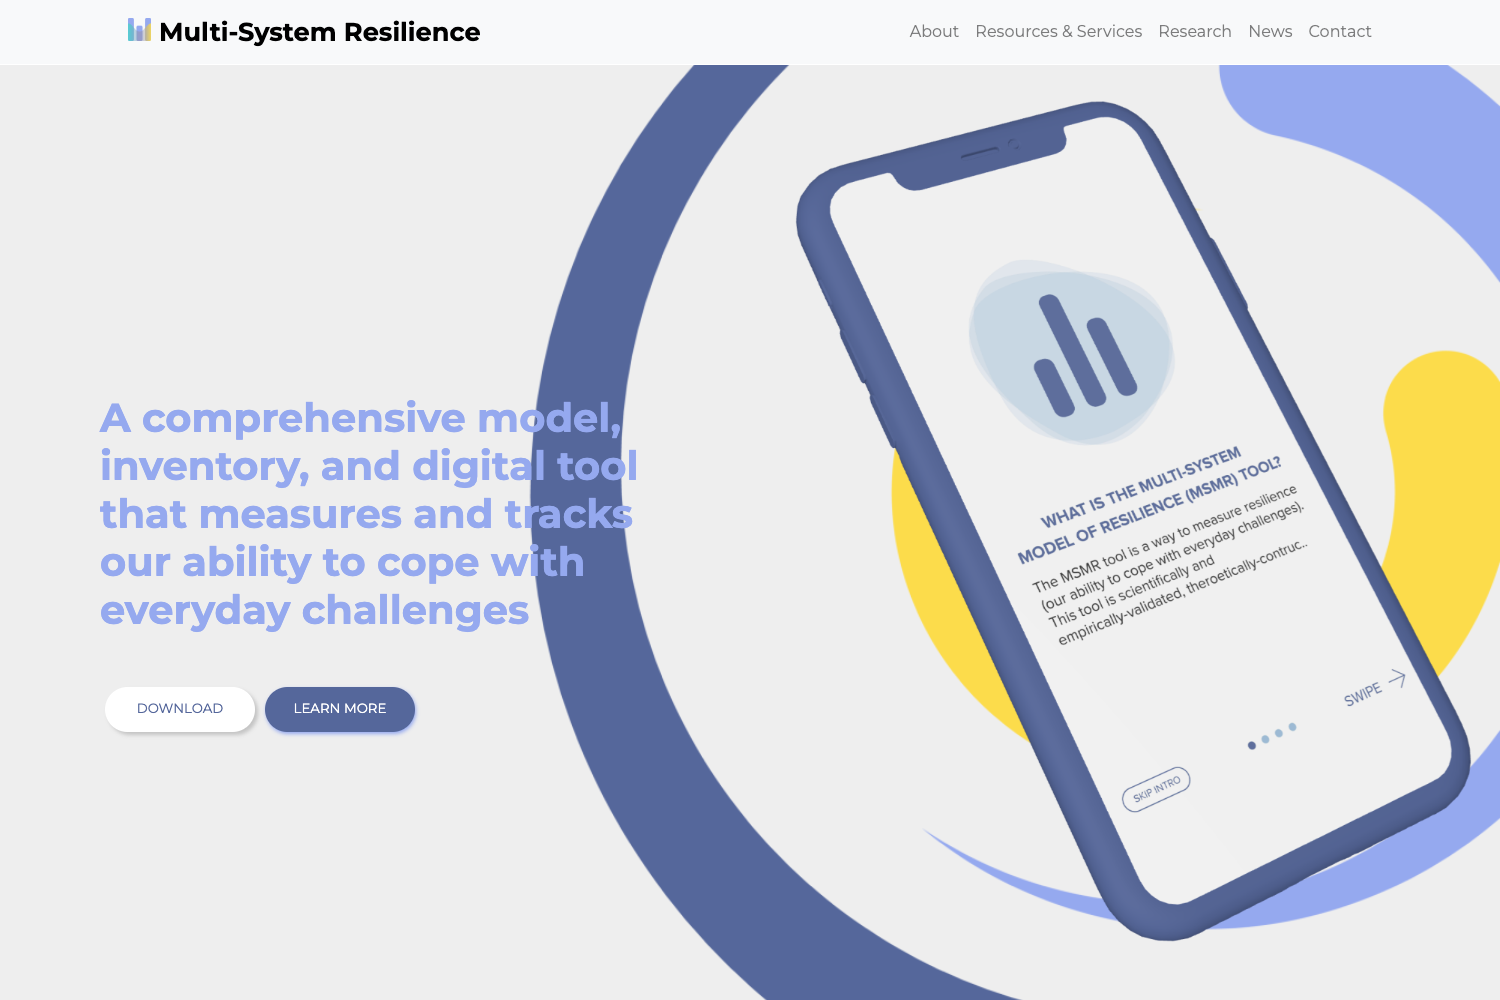 Multi-System Resilience
About Resources & Services Research News Contact
A comprehensive model,
inventory, and digital tool
that measures and tracks
our ability to cope with
everyday challenges
DOWNLOAD LEARN MORE
WHAT IS THE MULTI-SYSTEM
MODEL OF RESILIENCE (MSMR) TOOL?
The MSMR tool is a way to measure resilience
(our ability to cope with everyday challenges).
This tool is scientifically and
empirically-validated, theroetically-contruc..
SWIPE
SKIP INTRO